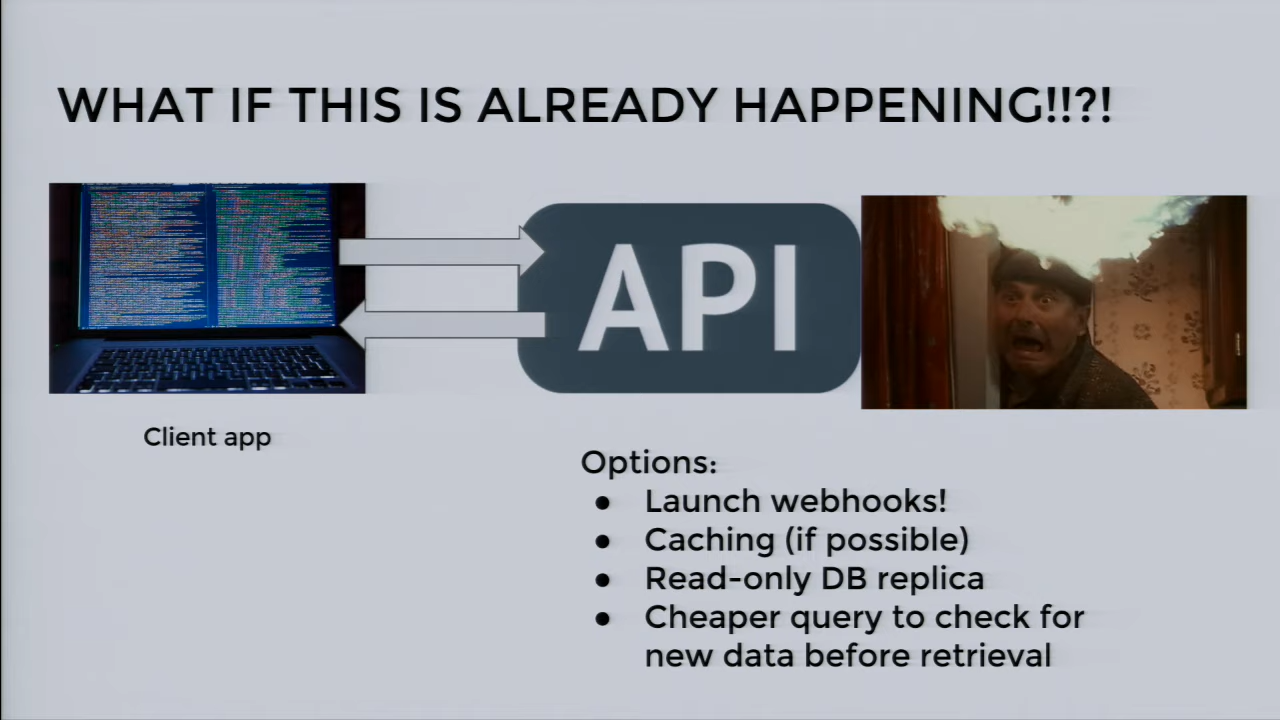 WHAT IF THIS IS ALREADY HAPPENING!!?!
API
Client app
Options:
● Launch webhooks!
● Caching (if possible)
● Read-only DB replica
● Cheaper query to check for
new data before retrieval